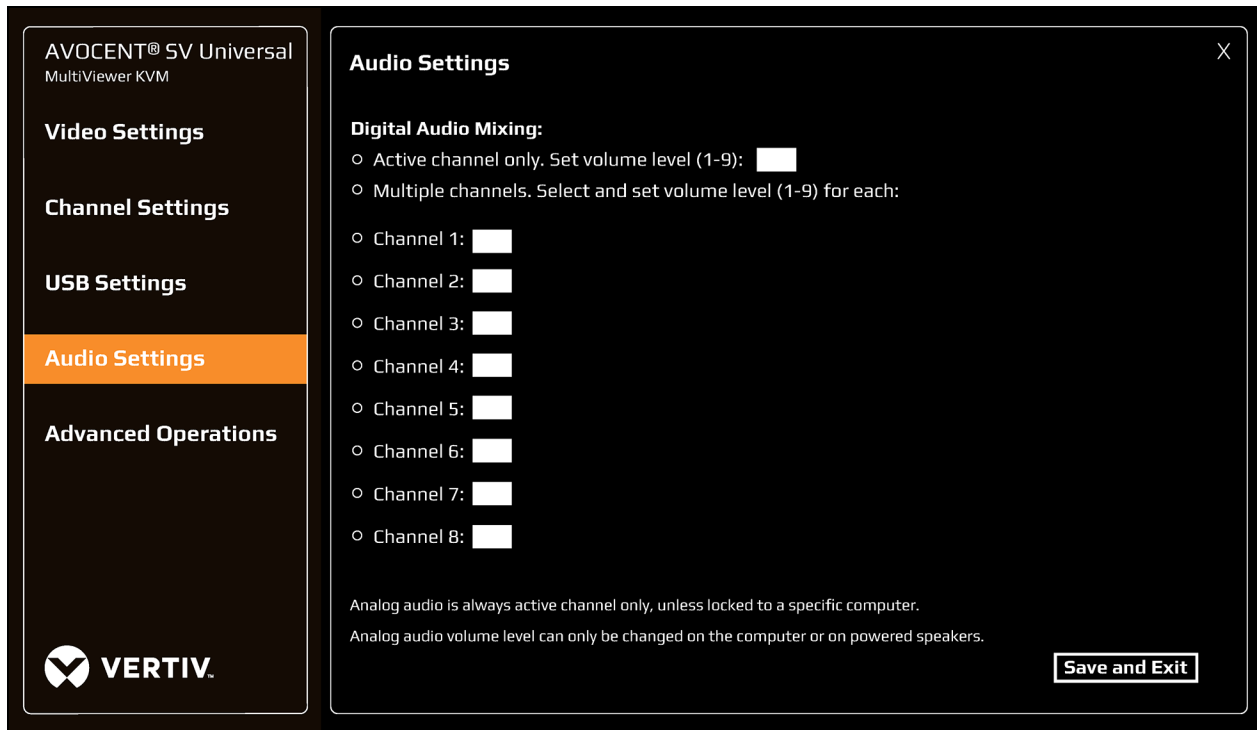 AVOCENT® SV Universal
MultiViewer KVM
Video Settings
Channel Settings
USB Settings
Audio Settings
Advanced Operations
VERTIV™
Audio Settings
X
Digital Audio Mixing:
Active channel only. Set volume level (1-9):
Multiple channels. Select and set volume level (1-9) for each:
Channel 1:
Channel 2:
Channel 3:
Channel 4:
Channel 5:
Channel 6:
Channel 7:
Channel 8:
Analog audio is always active channel only, unless locked to a specific computer.
Analog audio volume level can only be changed on the computer or on powered speakers.
Save and Exit